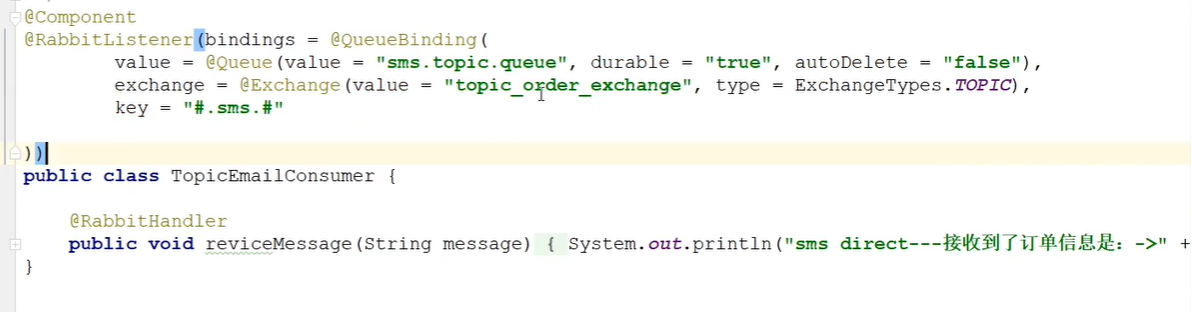 @Component
@RabbitListener(bindings = @QueueBinding(
value = @Queue(value = "sms.topic.queue", durable = "true", autoDelete = "false"),
exchange = @Exchange(value = "topic_order_exchange", type = ExchangeTypes.TOPIC),
key = "#.sms.#"
))
public class TopicEmailConsumer {
@RabbitHandler
public void reviceMessage(String message) { System.out.println("sms direct---接收到了订单信息是：->" +
}